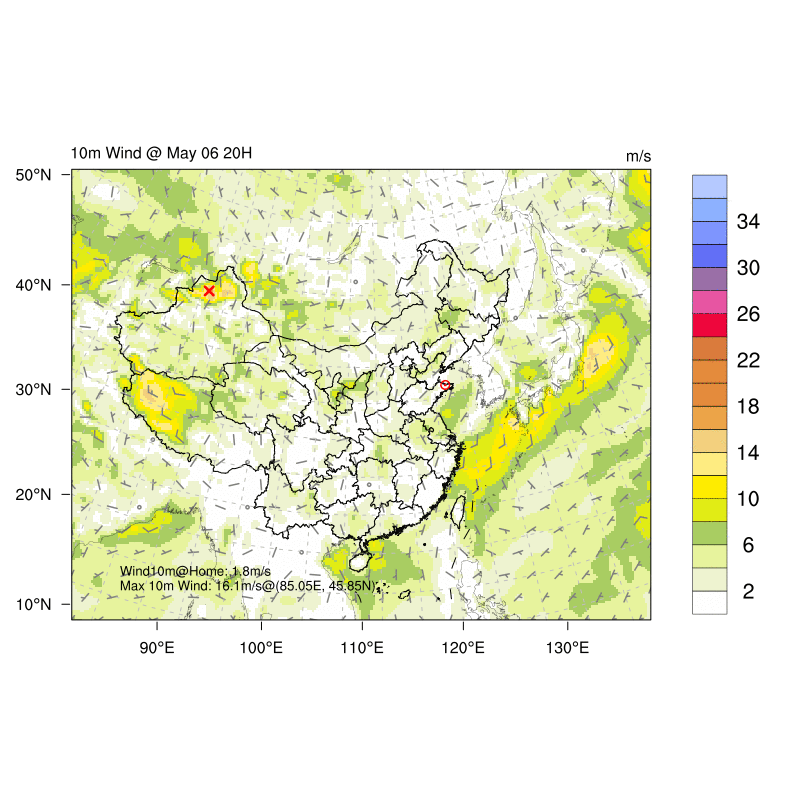 10m Wind @ May 06 20H
m/s
50°N
40°N
30°N
20°N
10°N
34
30
26
22
18
14
10
6
2
Wind10m@Home: 1.8m/s
Max 10m Wind: 16.1m/s@(85.05E, 45.85N)
90°E 100°E 110°E 120°E 130°E